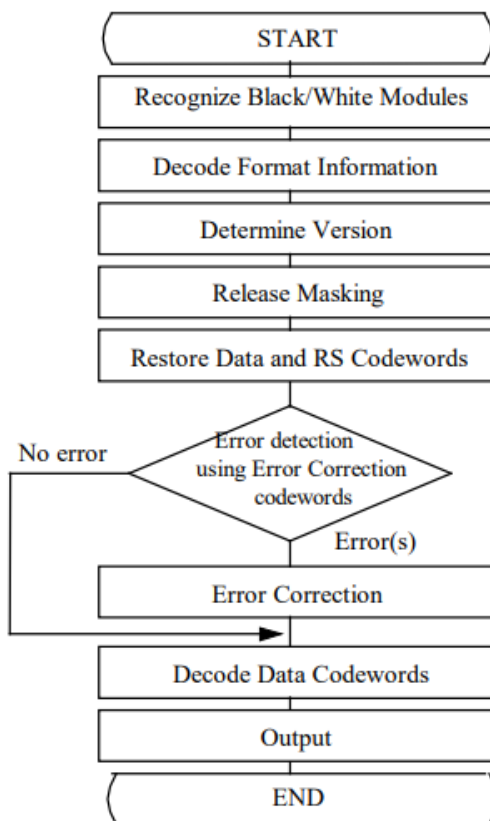 START
Recognize Black/White Modules
Decode Format Information
Determine Version
Release Masking
Restore Data and RS Codewords
Error detection
using Error Correction
codewords
No error
Error(s)
Error Correction
Decode Data Codewords
Output
END